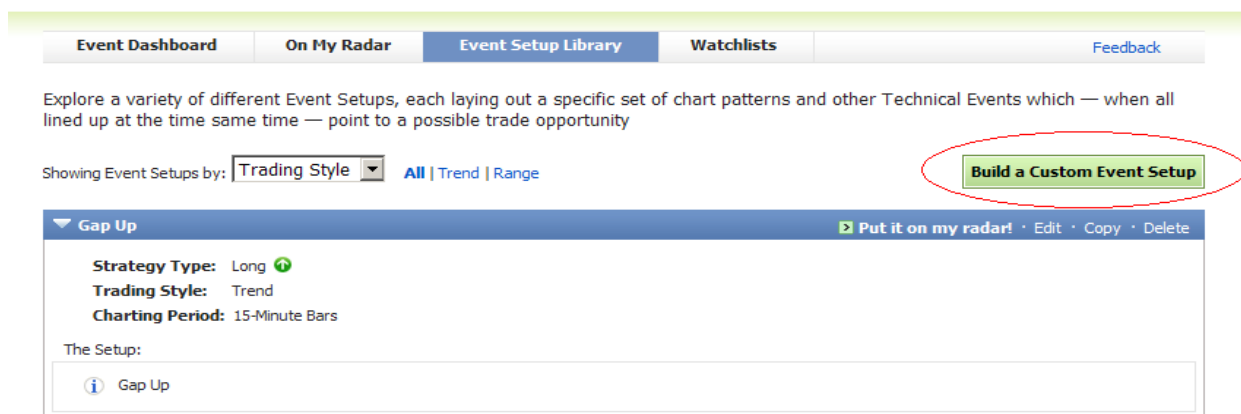 Event Dashboard On My Radar Event Setup Library Watchlists Feedback
Explore a variety of different Event Setups, each laying out a specific set of chart patterns and other Technical Events which — when all
lined up at the time same time — point to a possible trade opportunity
Showing Event Setups by: Trading Style All | Trend | Range Build a Custom Event Setup
Gap Up Put it on my radar! · Edit · Copy · Delete
Strategy Type: Long
Trading Style: Trend
Charting Period: 15-Minute Bars
The Setup:
i Gap Up